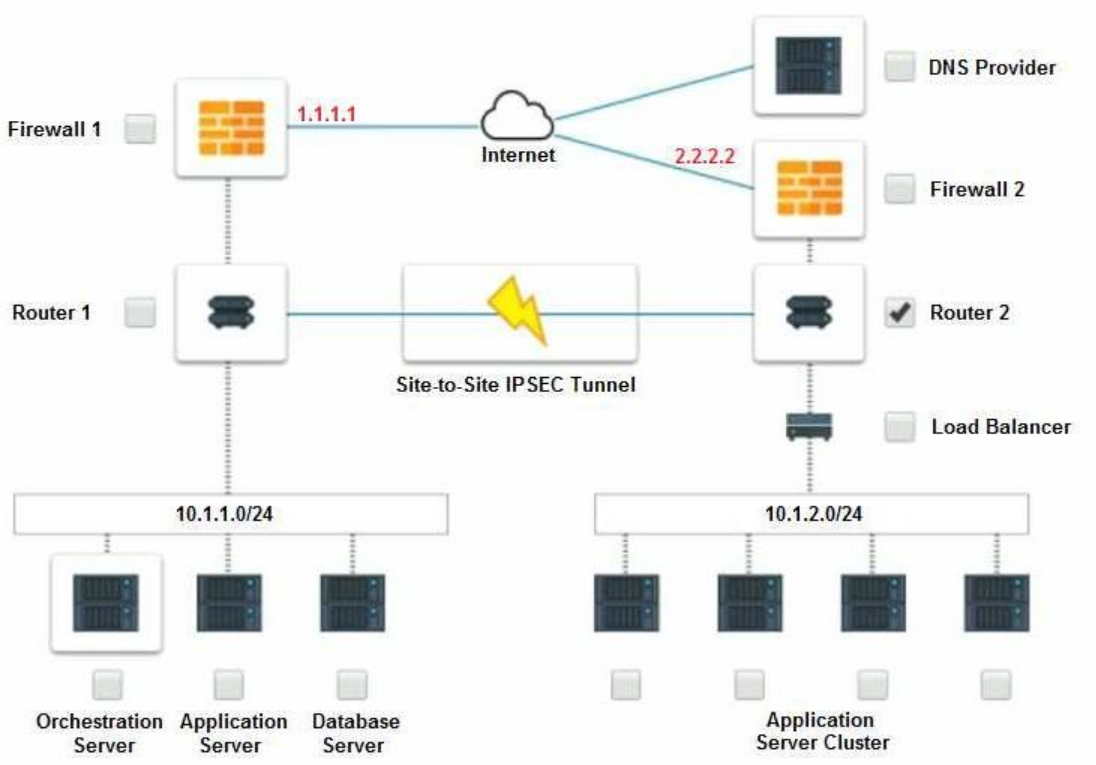 DNS Provider
1.1.1.1
Firewall 1
Internet
2.2.2.2
Firewall 2
Router 1
Router 2
Site-to-Site IPSEC Tunnel
Load Balancer
10.1.1.0/24
10.1.2.0/24
Orchestration
Server
Application
Server
Database
Server
Application
Server Cluster